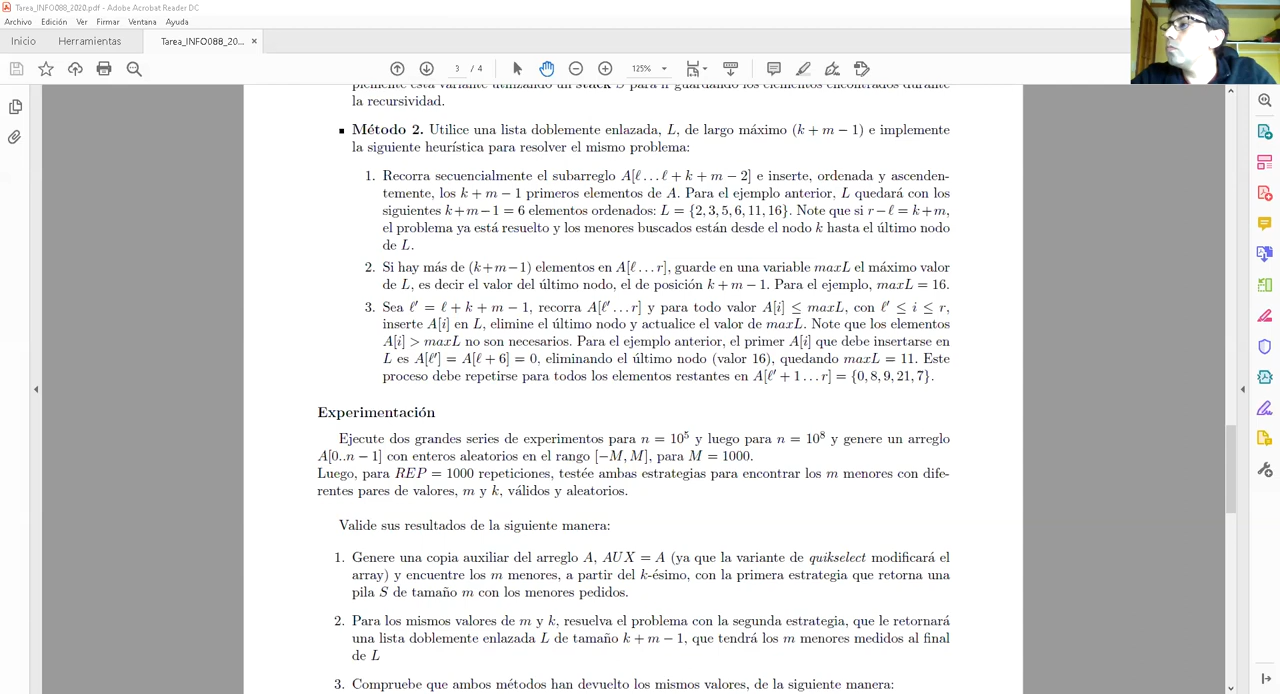 Tarea_INFO088_2020.pdf - Adobe Acrobat Reader DC
Archivo Edición Ver Firmar Ventana Ayuda
Inicio Herramientas Tarea_INFO088_20... ×
3 / 4 125%
plemente esta variante utilizando un stack S para ir guardando los elementos encontrados durante
la recursividad.
▪ Método 2. Utilice una lista doblemente enlazada, L, de largo máximo (k + m − 1) e implemente
la siguiente heurística para resolver el mismo problema:
1. Recorra secuencialmente el subarreglo A[ℓ . . . ℓ + k + m − 2] e inserte, ordenada y ascenden-
temente, los k + m − 1 primeros elementos de A. Para el ejemplo anterior, L quedará con los
siguientes k+m−1 = 6 elementos ordenados: L = {2, 3, 5, 6, 11, 16}. Note que si r−ℓ = k+m,
el problema ya está resuelto y los menores buscados están desde el nodo k hasta el último nodo
de L.
2. Si hay más de (k+m−1) elementos en A[ℓ . . . r], guarde en una variable maxL el máximo valor
de L, es decir el valor del último nodo, el de posición k + m − 1. Para el ejemplo, maxL = 16.
3. Sea ℓ′ = ℓ + k + m − 1, recorra A[ℓ′ . . . r] y para todo valor A[i] ≤ maxL, con ℓ′ ≤ i ≤ r,
inserte A[i] en L, elimine el último nodo y actualice el valor de maxL. Note que los elementos
A[i] > maxL no son necesarios. Para el ejemplo anterior, el primer A[i] que debe insertarse en
L es A[ℓ′] = A[ℓ + 6] = 0, eliminando el último nodo (valor 16), quedando maxL = 11. Este
proceso debe repetirse para todos los elementos restantes en A[ℓ′ + 1 . . . r] = {0, 8, 9, 21, 7}.
Experimentación
Ejecute dos grandes series de experimentos para n = 10⁵ y luego para n = 10⁸ y genere un arreglo
A[0..n − 1] con enteros aleatorios en el rango [−M, M], para M = 1000.
Luego, para REP = 1000 repeticiones, testée ambas estrategias para encontrar los m menores con dife-
rentes pares de valores, m y k, válidos y aleatorios.
Valide sus resultados de la siguiente manera:
1. Genere una copia auxiliar del arreglo A, AUX = A (ya que la variante de quikselect modificará el
array) y encuentre los m menores, a partir del k-ésimo, con la primera estrategia que retorna una
pila S de tamaño m con los menores pedidos.
2. Para los mismos valores de m y k, resuelva el problema con la segunda estrategia, que le retornará
una lista doblemente enlazada L de tamaño k + m − 1, que tendrá los m menores medidos al final
de L
3. Compruebe que ambos métodos han devuelto los mismos valores, de la siguiente manera: